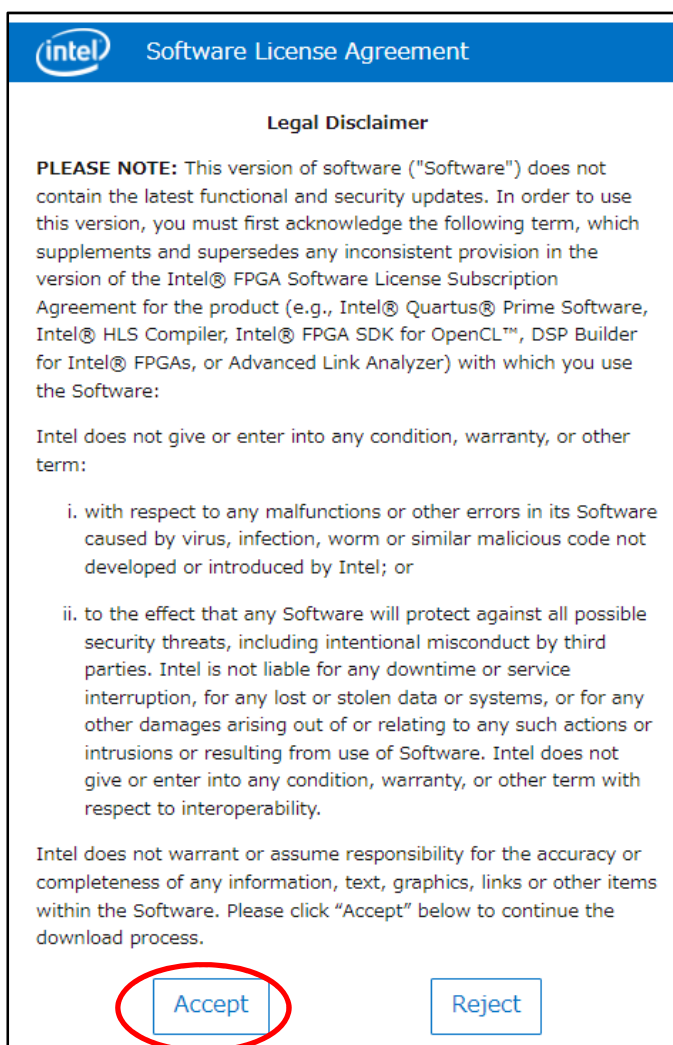 intel Software License Agreement
Legal Disclaimer
PLEASE NOTE: This version of software ("Software") does not
contain the latest functional and security updates. In order to use
this version, you must first acknowledge the following term, which
supplements and supersedes any inconsistent provision in the
version of the Intel® FPGA Software License Subscription
Agreement for the product (e.g., Intel® Quartus® Prime Software,
Intel® HLS Compiler, Intel® FPGA SDK for OpenCL™, DSP Builder
for Intel® FPGAs, or Advanced Link Analyzer) with which you use
the Software:
Intel does not give or enter into any condition, warranty, or other
term:
i. with respect to any malfunctions or other errors in its Software
caused by virus, infection, worm or similar malicious code not
developed or introduced by Intel; or
ii. to the effect that any Software will protect against all possible
security threats, including intentional misconduct by third
parties. Intel is not liable for any downtime or service
interruption, for any lost or stolen data or systems, or for any
other damages arising out of or relating to any such actions or
intrusions or resulting from use of Software. Intel does not
give or enter into any condition, warranty, or other term with
respect to interoperability.
Intel does not warrant or assume responsibility for the accuracy or
completeness of any information, text, graphics, links or other items
within the Software. Please click “Accept” below to continue the
download process.
Accept Reject